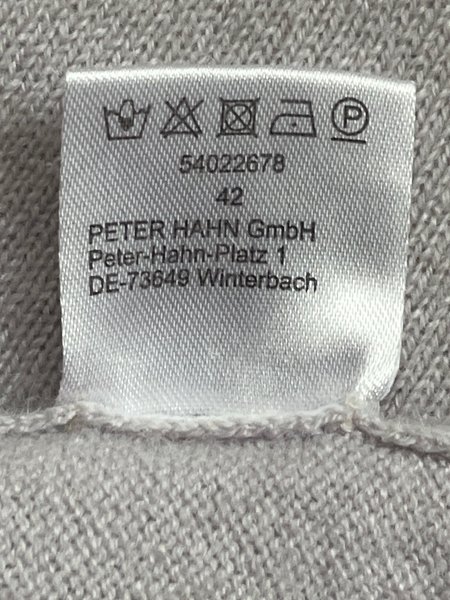 P
54022678
42
PETER HAHN GmbH
Peter-Hahn-Platz 1
DE-73649 Winterbach